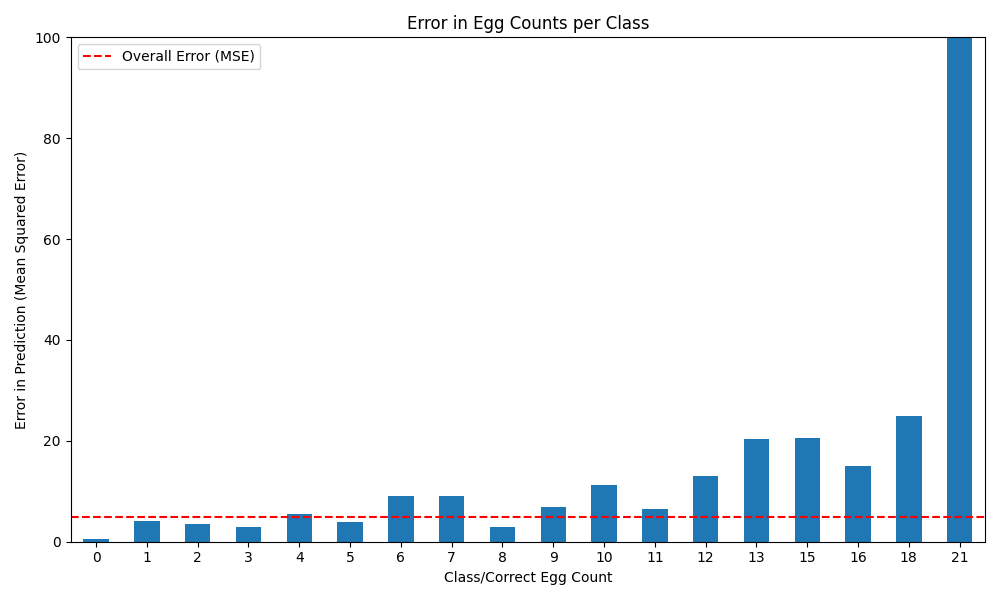 Error in Egg Counts per Class
Overall Error (MSE)
Error in Prediction (Mean Squared Error)
100
80
60
40
20
0
0 1 2 3 4 5 6 7 8 9 10 11 12 13 15 16 18 21
Class/Correct Egg Count